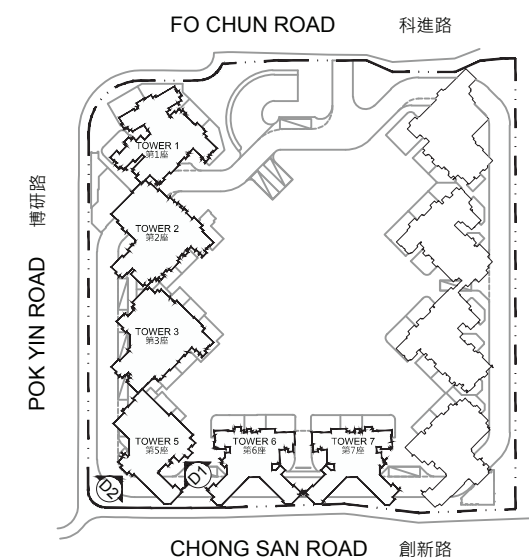 FO CHUN ROAD 科進路
TOWER 1
第1座
博研路
POK YIN ROAD
TOWER 2
第2座
TOWER 3
第3座
TOWER 5
第5座
TOWER 6
第6座
TOWER 7
第7座
D2
D1
CHONG SAN ROAD 創新路